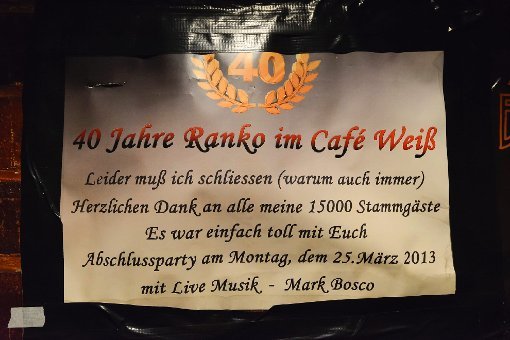 40
40 Jahre Ranko im Café Weiß
Leider muß ich schliessen (warum auch immer)
Herzlichen Dank an alle meine 15000 Stammgäste
Es war einfach toll mit Euch
Abschlussparty am Montag, dem 25.März 2013
mit Live Musik - Mark Bosco